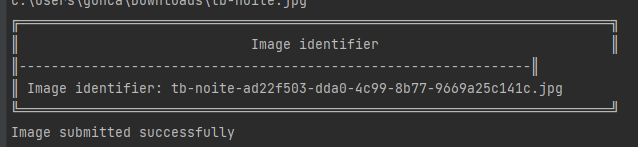 c:\Users\gonca\Downloads\tb-noite.jpg
Image identifier
----------------------------------------------------------------
Image identifier: tb-noite-ad22f503-dda0-4c99-8b77-9669a25c141c.jpg
Image submitted successfully